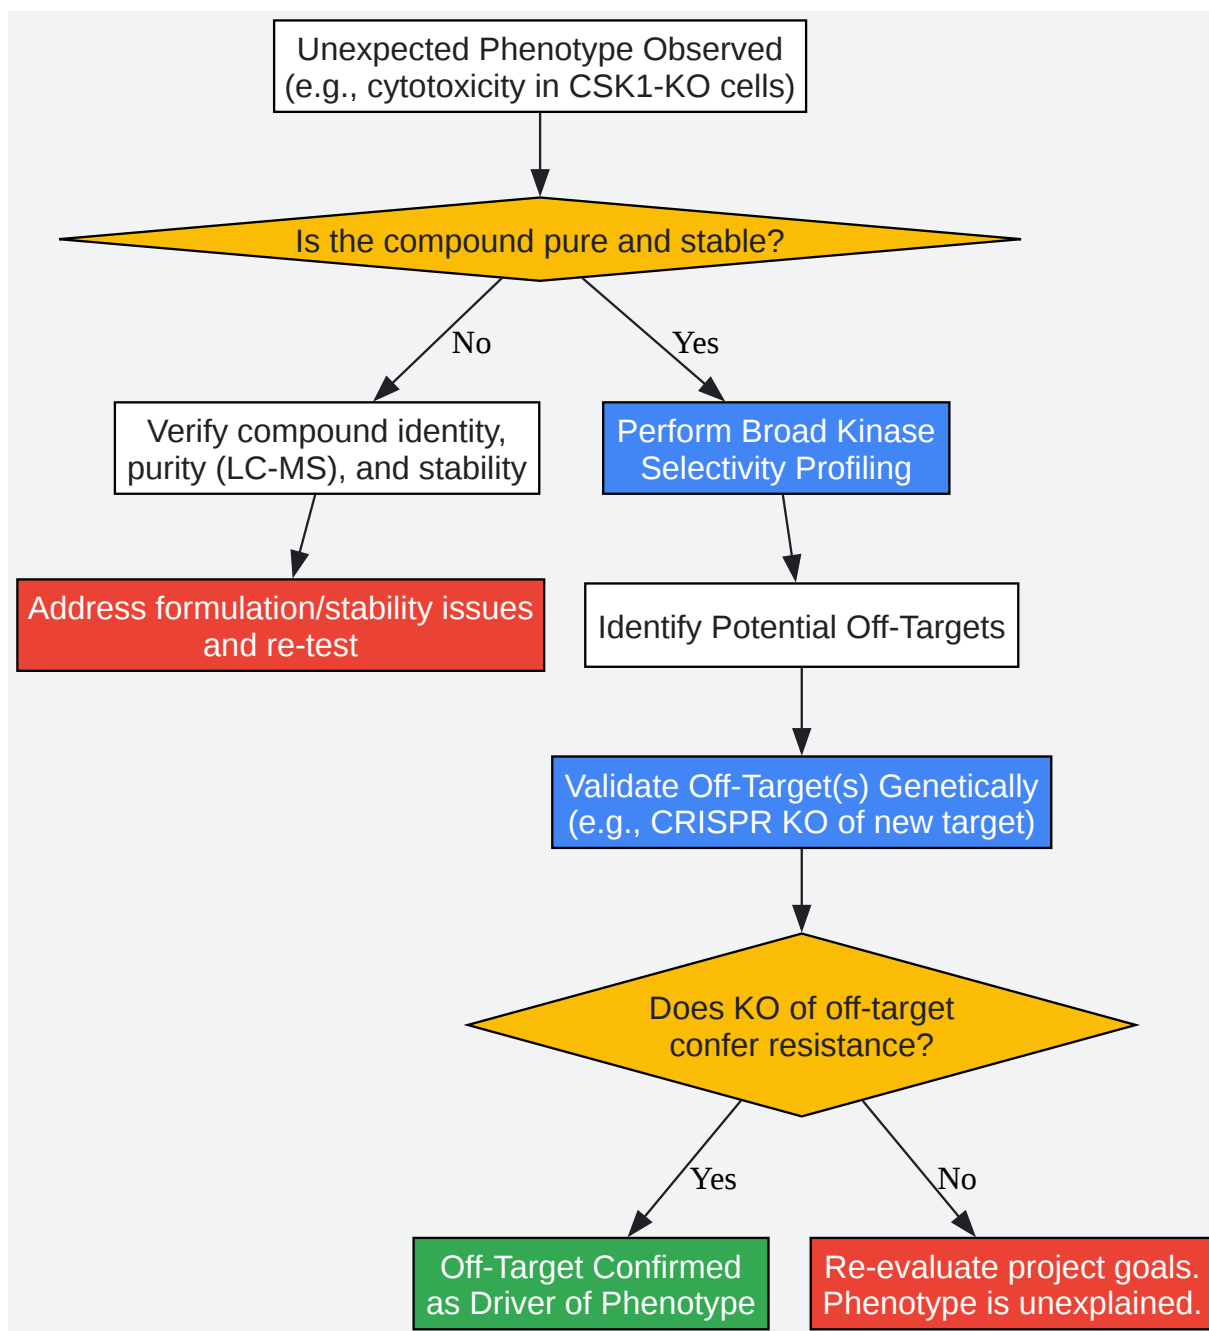 Unexpected Phenotype Observed
(e.g., cytotoxicity in CSK1-KO cells)
Is the compound pure and stable?
No
Yes
Verify compound identity,
purity (LC-MS), and stability
Perform Broad Kinase
Selectivity Profiling
Address formulation/stability issues
and re-test
Identify Potential Off-Targets
Validate Off-Target(s) Genetically
(e.g., CRISPR KO of new target)
Does KO of off-target
confer resistance?
Yes
No
Off-Target Confirmed
as Driver of Phenotype
Re-evaluate project goals.
Phenotype is unexplained.